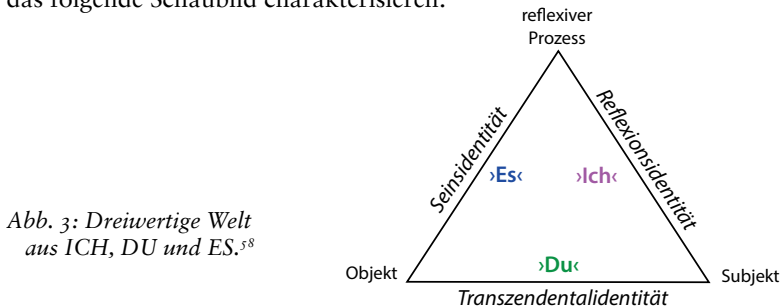 das folgende Schaubild charakterisieren:
reflexiver
Prozess
Seinsidentität
Reflexionsidentität
›Es‹
›Ich‹
Abb. 3: Dreiwertige Welt
aus ICH, DU und ES.⁵⁸
›Du‹
Objekt
Subjekt
Transzendentalidentität